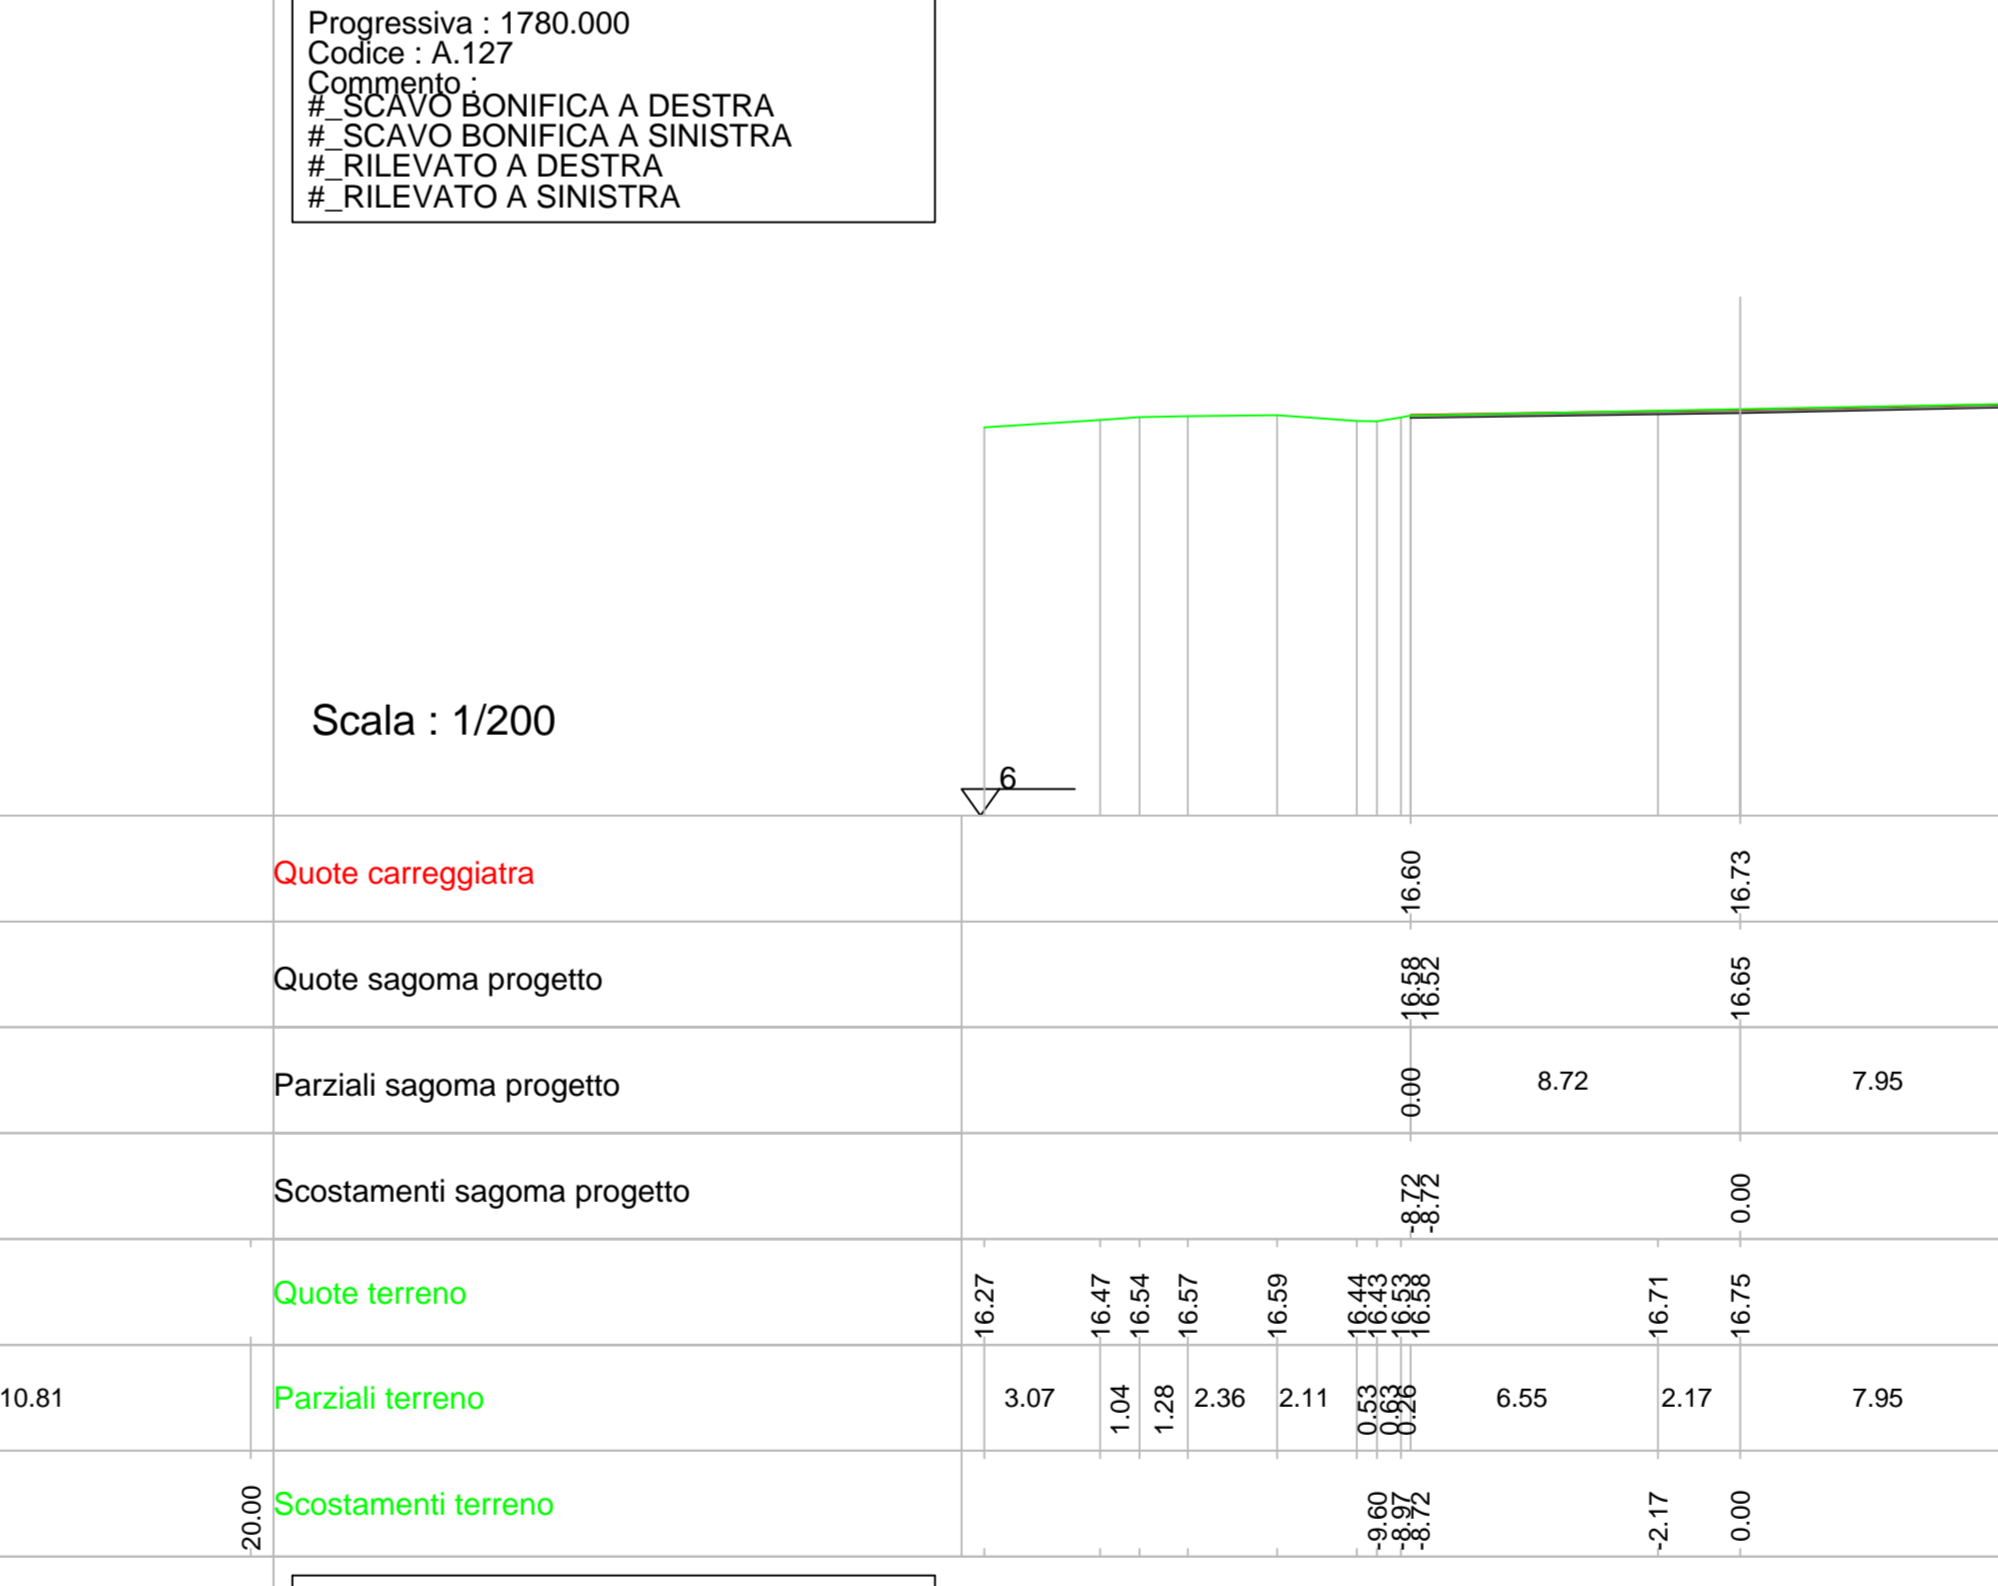 Progressiva : 1780.000
Codice : A.127
Commento :
#_SCAVO BONIFICA A DESTRA
#_SCAVO BONIFICA A SINISTRA
#_RILEVATO A DESTRA
#_RILEVATO A SINISTRA
Scala : 1/200
6
Quote carreggiatra 16.60 16.73
Quote sagoma progetto 16.58 16.52 16.65
Parziali sagoma progetto 0.00 8.72 7.95
Scostamenti sagoma progetto -8.72 -8.72 0.00
Quote terreno 16.27 16.47 16.54 16.57 16.59 16.44 16.43 16.53 16.58 16.71 16.75
10.81 Parziali terreno 3.07 1.04 1.28 2.36 2.11 0.53 0.63 0.26 6.55 2.17 7.95
20.00 Scostamenti terreno -9.60 -8.97 -8.72 -2.17 0.00